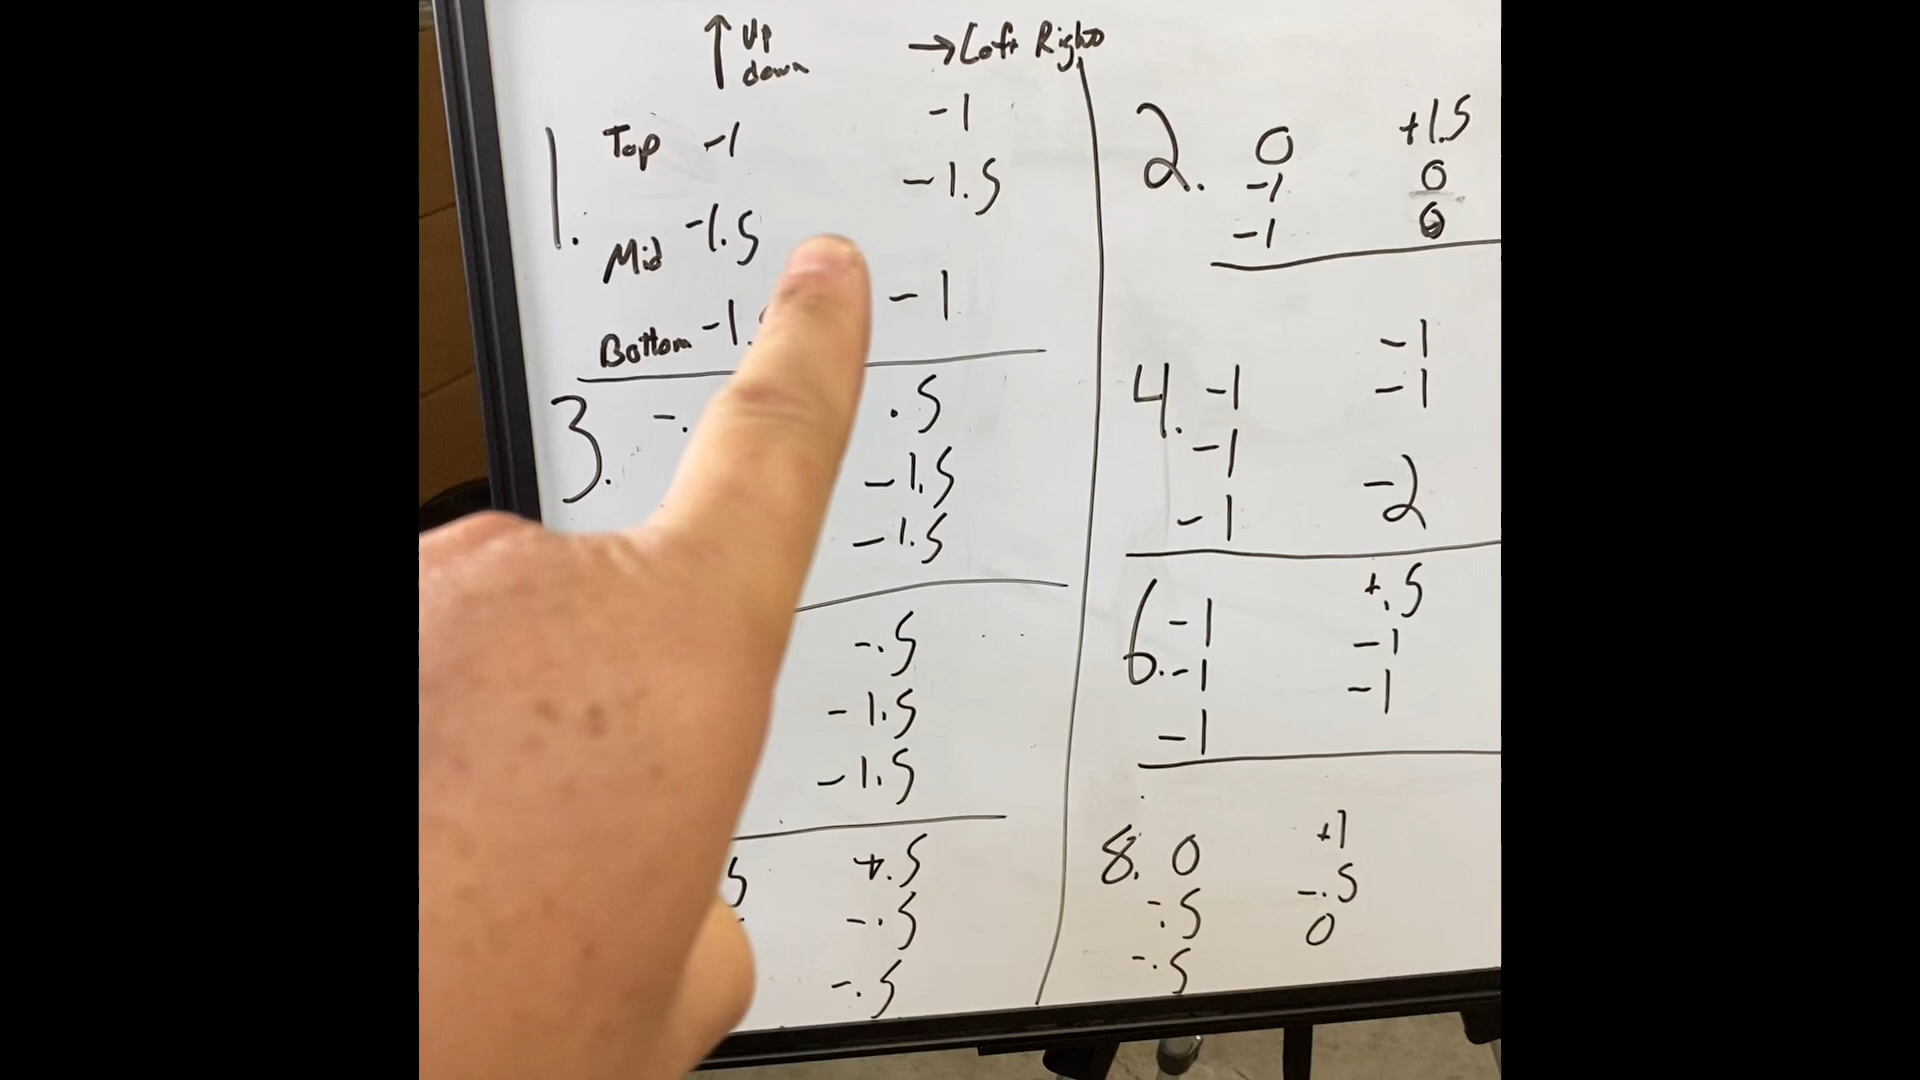 ↑ Up down → Left Right
1. Top -1 -1
Mid -1.5 -1.5
Bottom -1. -1
2. 0 +1.5
-1 0
-1 0
3. -. .5
-1.5
-1.5
4. -1 -1
-1 -1
-1 -2
-.5
-1.5
-1.5
6. -1 +.5
-1 -1
-1 -1
5 +.5
-.5
-.5
8. 0 +1
-.5 -.5
-.5 0